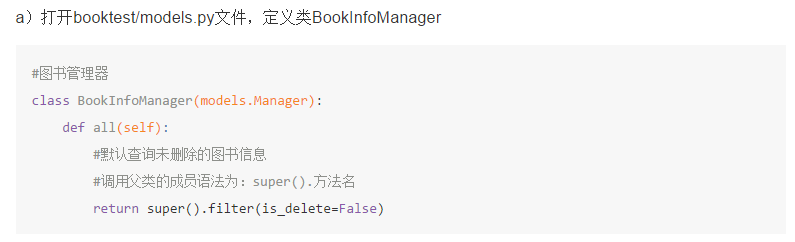 a）打开booktest/models.py文件，定义类BookInfoManager
#图书管理器
class BookInfoManager(models.Manager):
    def all(self):
        #默认查询未删除的图书信息
        #调用父类的成员语法为：super().方法名
        return super().filter(is_delete=False)